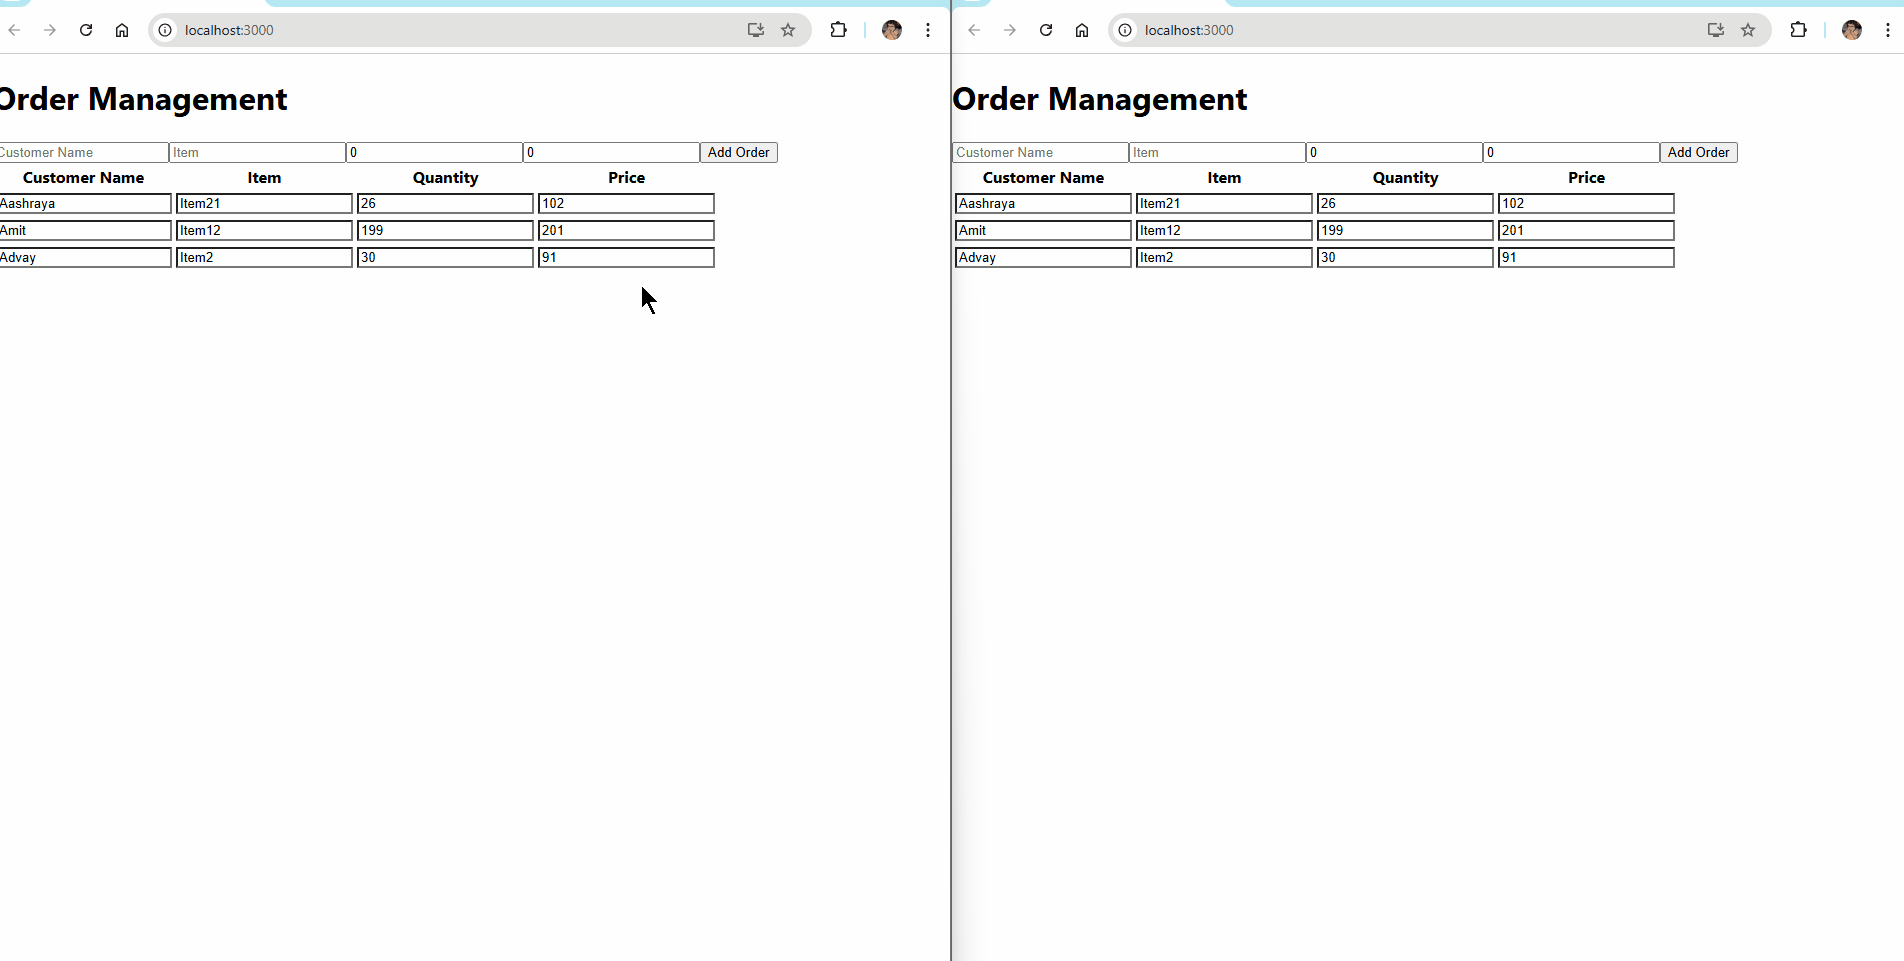 localhost:3000
Order Management
Customer Name Item 0 0 Add Order
Customer Name Item Quantity Price
Aashraya Item21 26 102
Amit Item12 199 201
Advay Item2 30 91
localhost:3000
Order Management
Customer Name Item 0 0 Add Order
Customer Name Item Quantity Price
Aashraya Item21 26 102
Amit Item12 199 201
Advay Item2 30 91